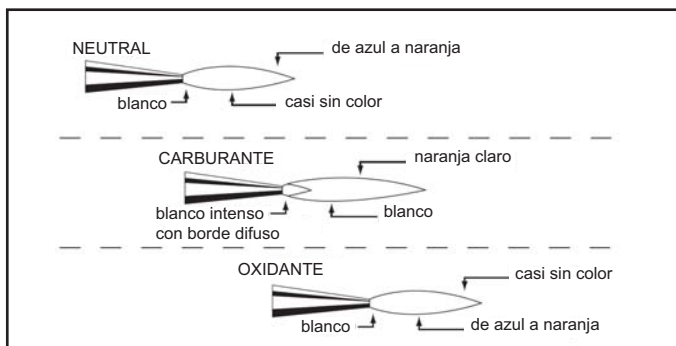 NEUTRAL
de azul a naranja
blanco
casi sin color
CARBURANTE
naranja claro
blanco intenso
con borde difuso
blanco
OXIDANTE
casi sin color
blanco
de azul a naranja